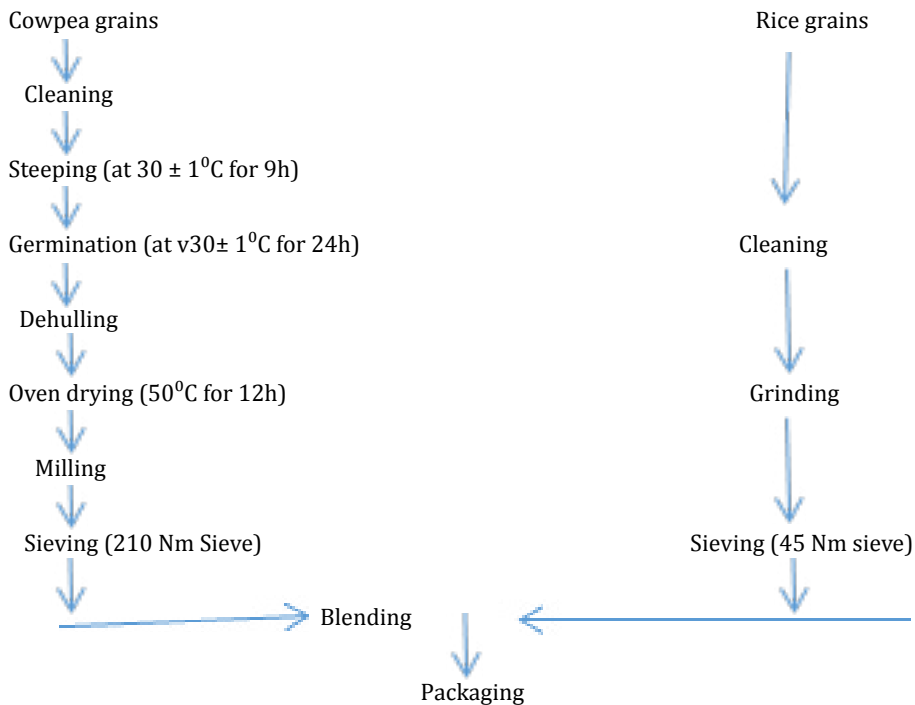 Cowpea grains
Rice grains
Cleaning
Steeping (at 30 ± 1⁰C for 9h)
Germination (at v30± 1⁰C for 24h)
Cleaning
Dehulling
Oven drying (50⁰C for 12h)
Grinding
Milling
Sieving (210 Nm Sieve)
Sieving (45 Nm sieve)
Blending
Packaging